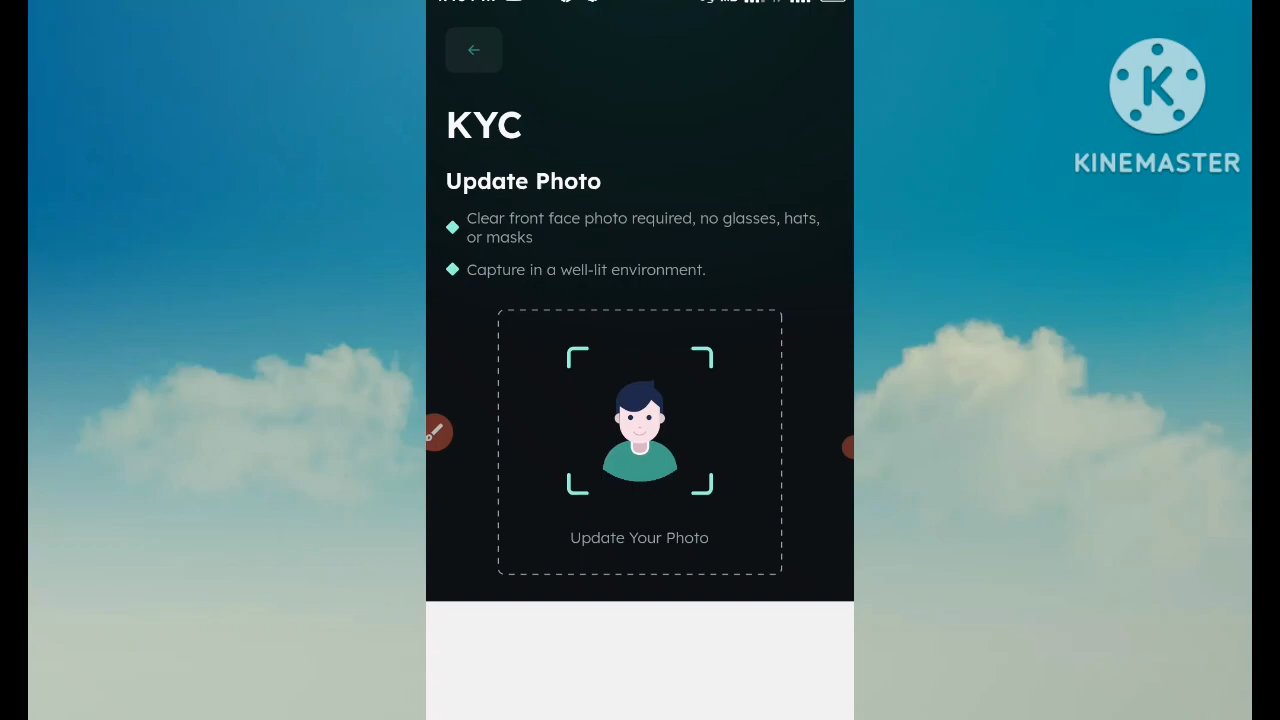 KYC
Update Photo
Clear front face photo required, no glasses, hats,
or masks
Capture in a well-lit environment.
Update Your Photo
K
KINEMASTER